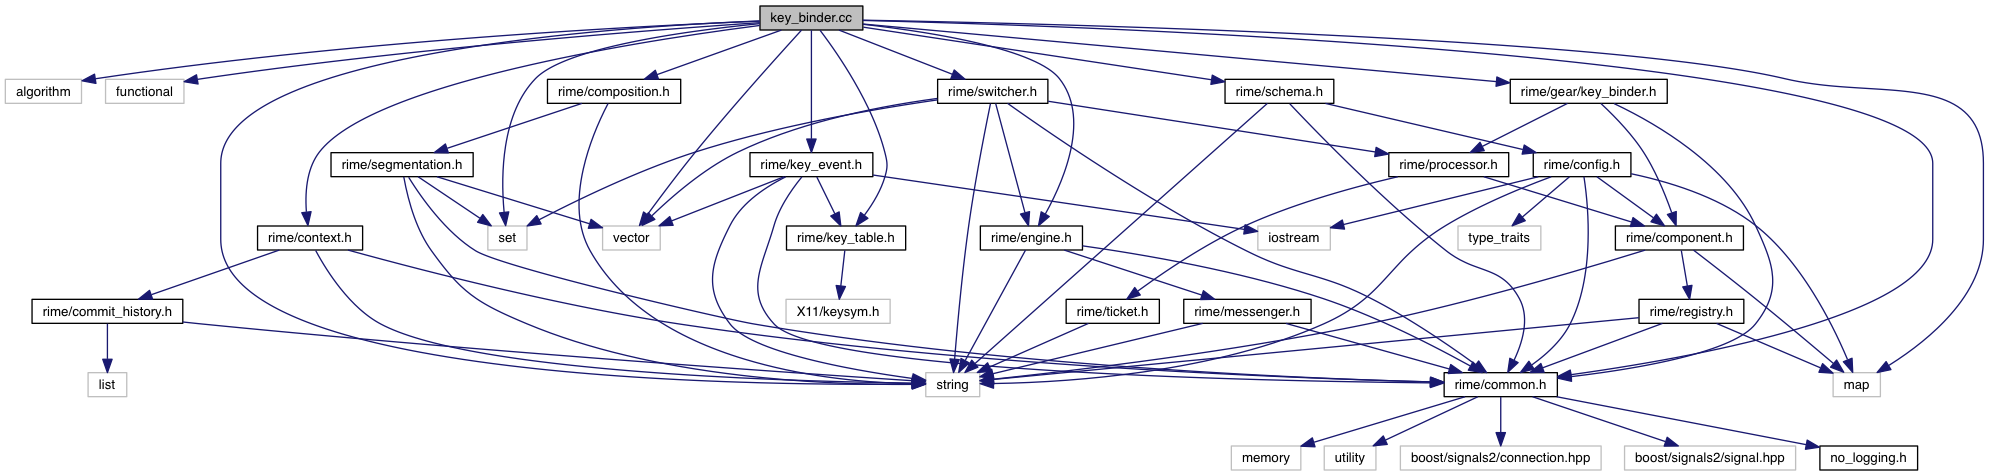 key_binder.cc
algorithm
functional
rime/composition.h
rime/switcher.h
rime/schema.h
rime/gear/key_binder.h
rime/segmentation.h
rime/key_event.h
rime/processor.h
rime/config.h
rime/context.h
set
vector
rime/key_table.h
rime/engine.h
iostream
type_traits
rime/component.h
rime/commit_history.h
X11/keysym.h
rime/ticket.h
rime/messenger.h
rime/registry.h
list
string
rime/common.h
map
memory
utility
boost/signals2/connection.hpp
boost/signals2/signal.hpp
no_logging.h